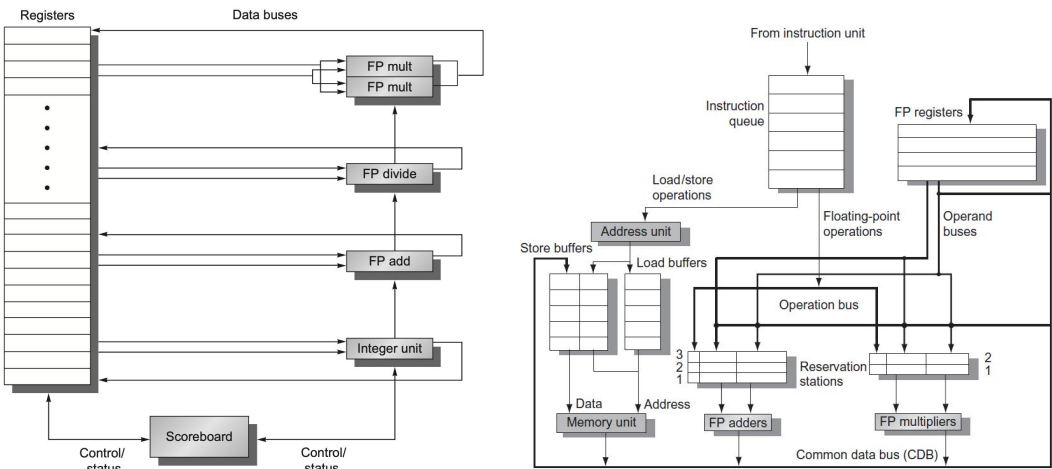 Registers
Data buses
FP mult
FP mult
FP divide
FP add
Integer unit
Scoreboard
Control/
status
Control/
status
From instruction unit
Instruction
queue
FP registers
Load/store
operations
Floating-point
operations
Operand
buses
Address unit
Store buffers
Load buffers
Operation bus
3
2
1
Reservation
stations
2
1
Data
Address
Memory unit
FP adders
FP multipliers
Common data bus (CDB)